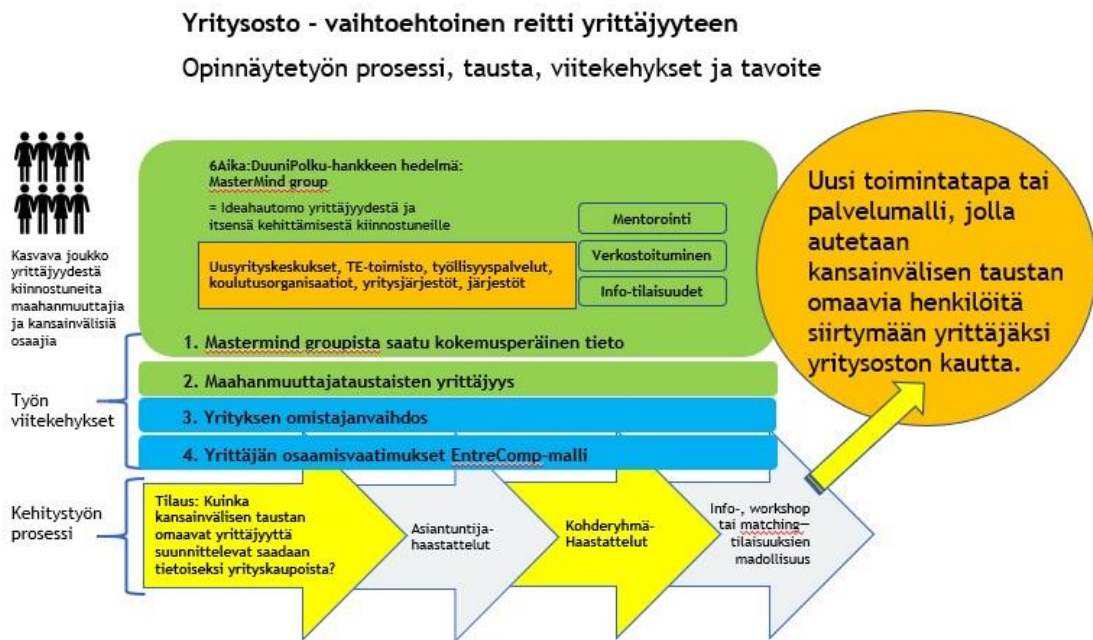 Yritysosto - vaihtoehtoinen reitti yrittäjyyteen
Opinnäytetyön prosessi, tausta, viitekehykset ja tavoite
Kasvava joukko
yrittäjyydestä
kiinnostuneita
maahanmuuttajia
ja kansainvälisiä
osaajia
6Aika:DuuniPolku-hankkeen hedelmä:
MasterMind group
= Ideahautomo yrittäjyydestä ja
itsensä kehittämisestä kiinnostuneille
Uusyrityskeskukset, TE-toimisto, työllisyyspalvelut,
koulutusorganisaatiot, yritysjärjestöt, järjestöt
Mentorointi
Verkostoituminen
Info-tilaisuudet
Uusi toimintatapa tai
palvelumalli, jolla
autetaan
kansainvälisen taustan
omaavia henkilöitä
siirtymään yrittäjäksi
yritysoston kautta.
Työn
viitekehykset
1. Mastermind groupista saatu kokemusperäinen tieto
2. Maahanmuuttajataustaisten yrittäjyys
3. Yrityksen omistajanvaihdos
4. Yrittäjän osaamisvaatimukset EntreComp-malli
Kehitystyön
prosessi
Tilaus: Kuinka
kansainvälisen taustan
omaavat yrittäjyyttä
suunnittelevat saadaan
tietoiseksi yrityskaupoista?
Asiantuntija-
haastattelut
Kohderyhmä-
Haastattelut
Info-, workshop
tai matching—
tilaisuuksien
madollisuus